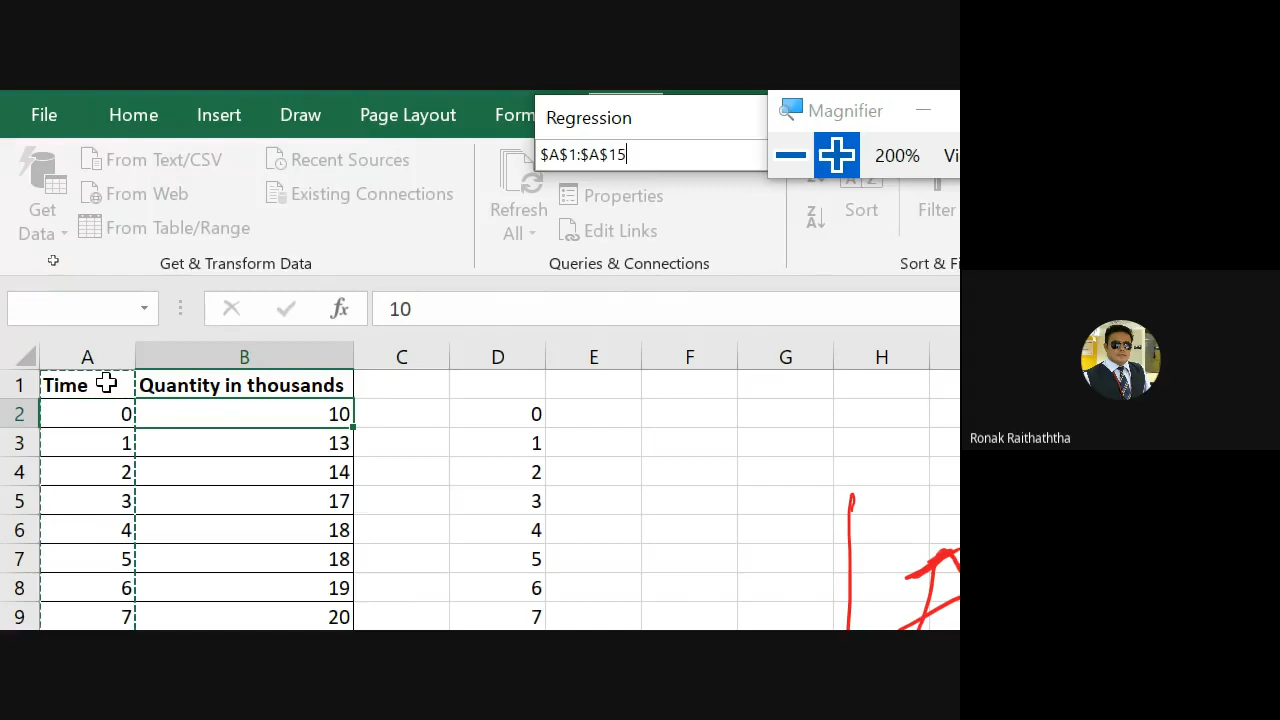 File Home Insert Draw Page Layout Form
Regression
Magnifier
$A$1:$A$15
200%
Vi
From Text/CSV
From Web
From Table/Range
Get
Data
Recent Sources
Existing Connections
Get & Transform Data
Refresh
All
Properties
Edit Links
Queries & Connections
Z
A
Sort
Filter
Sort & Fi
fx 10
A B C D E F G H
1 Time Quantity in thousands
2 0 10 0
3 1 13 1
4 2 14 2
5 3 17 3
6 4 18 4
7 5 18 5
8 6 19 6
9 7 20 7
Ronak Raithaththa